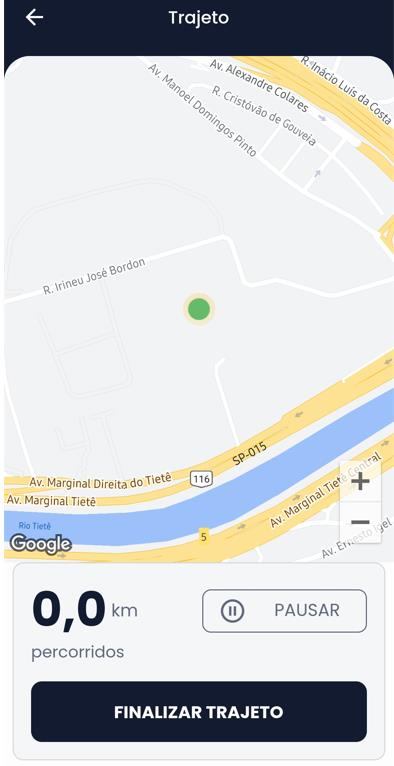 Trajeto
R. Inácio Luís da Costa
Av. Alexandre Colares
Av. Manoel Domingos Pinto
R. Cristóvão de Gouveia
R. Irineu José Bordon
SP-015
116
Av. Marginal Direita do Tietê
Av. Marginal Tietê
Av. Marginal Tietê Central
Rio Tietê
5
Av. Ernesto Igel
Google
+
−
0,0 km
PAUSAR
percorridos
FINALIZAR TRAJETO